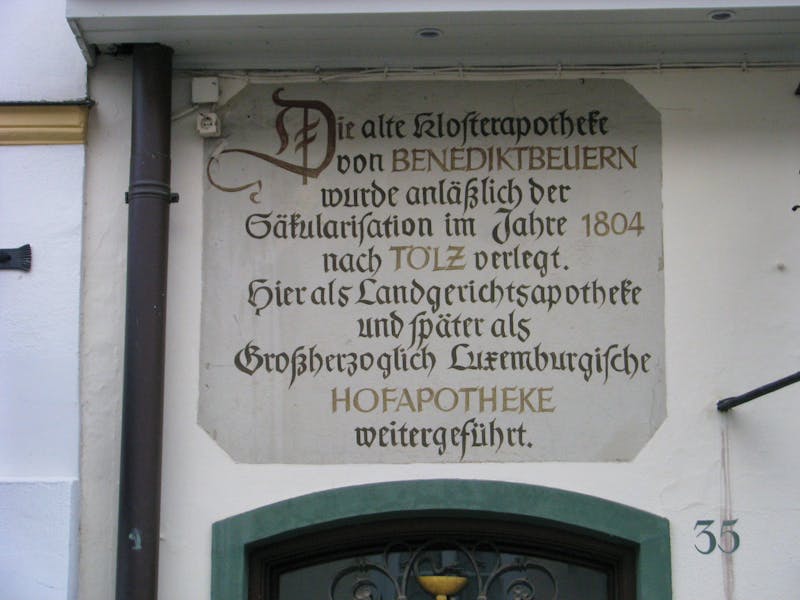 Die alte Klosterapotheke
von BENEDIKTBEUERN
wurde anläßlich der
Säkularisation im Jahre 1804
nach TÖLZ verlegt.
Hier als Landgerichtsapotheke
und später als
Großherzoglich Luxemburgische
HOFAPOTHEKE
weitergeführt.
35